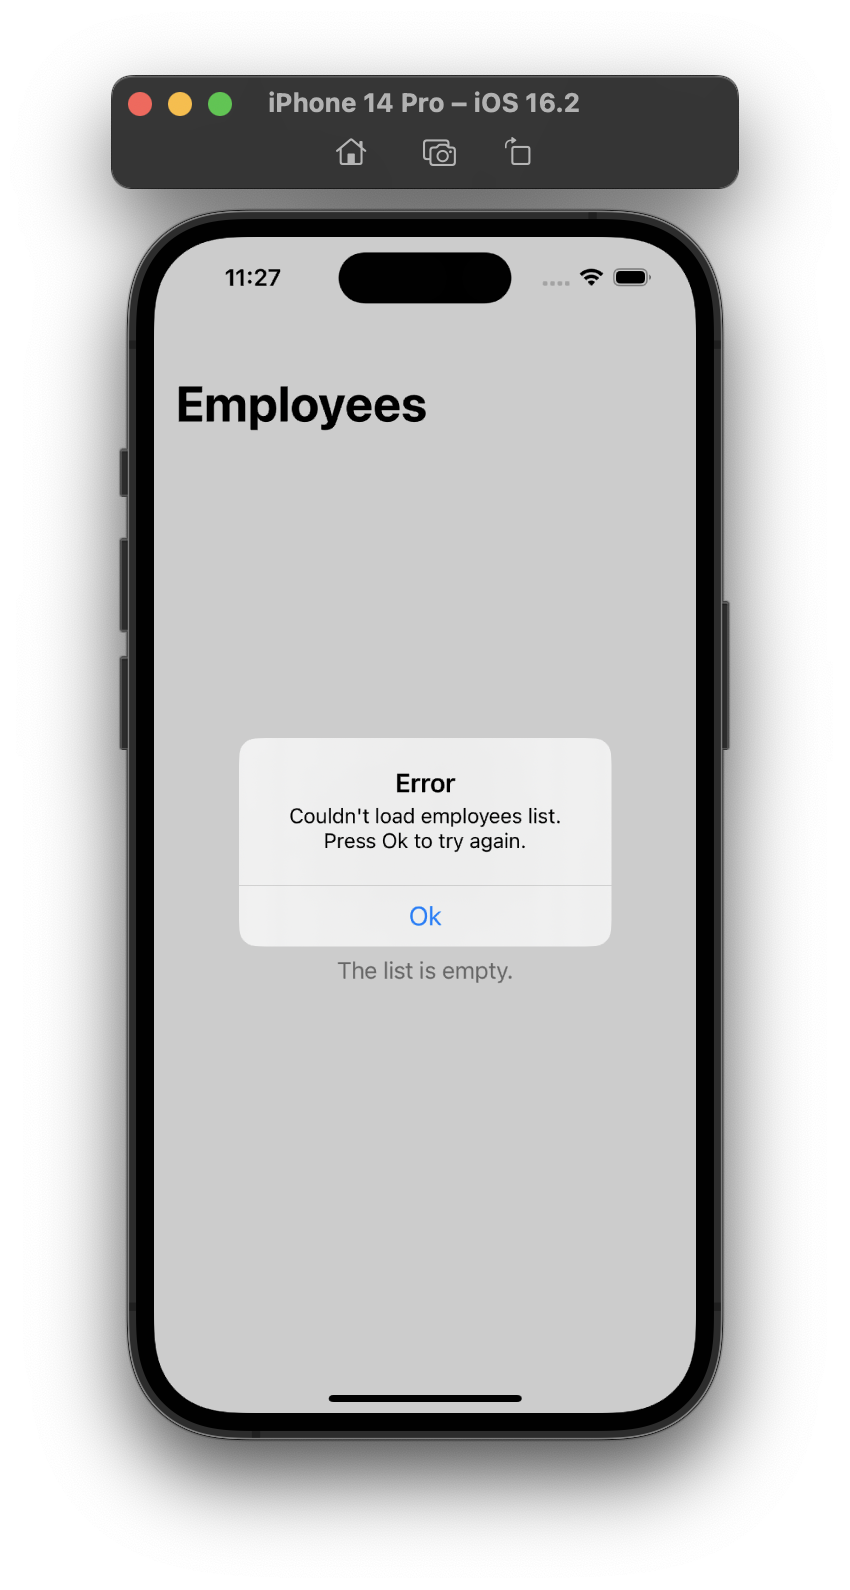 iPhone 14 Pro – iOS 16.2
11:27
Employees
Error
Couldn't load employees list.
Press Ok to try again.
Ok
The list is empty.